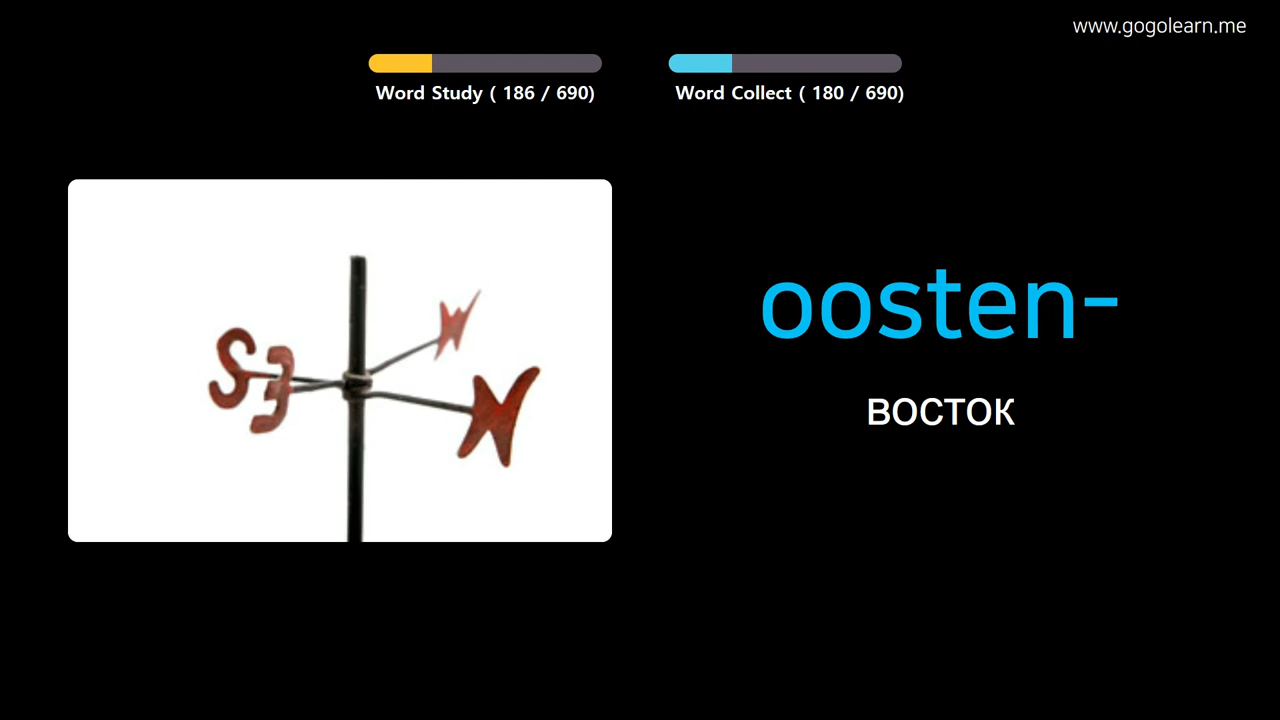 www.gogolearn.me
Word Study ( 186 / 690)
Word Collect ( 180 / 690)
S E N
oosten-
восток